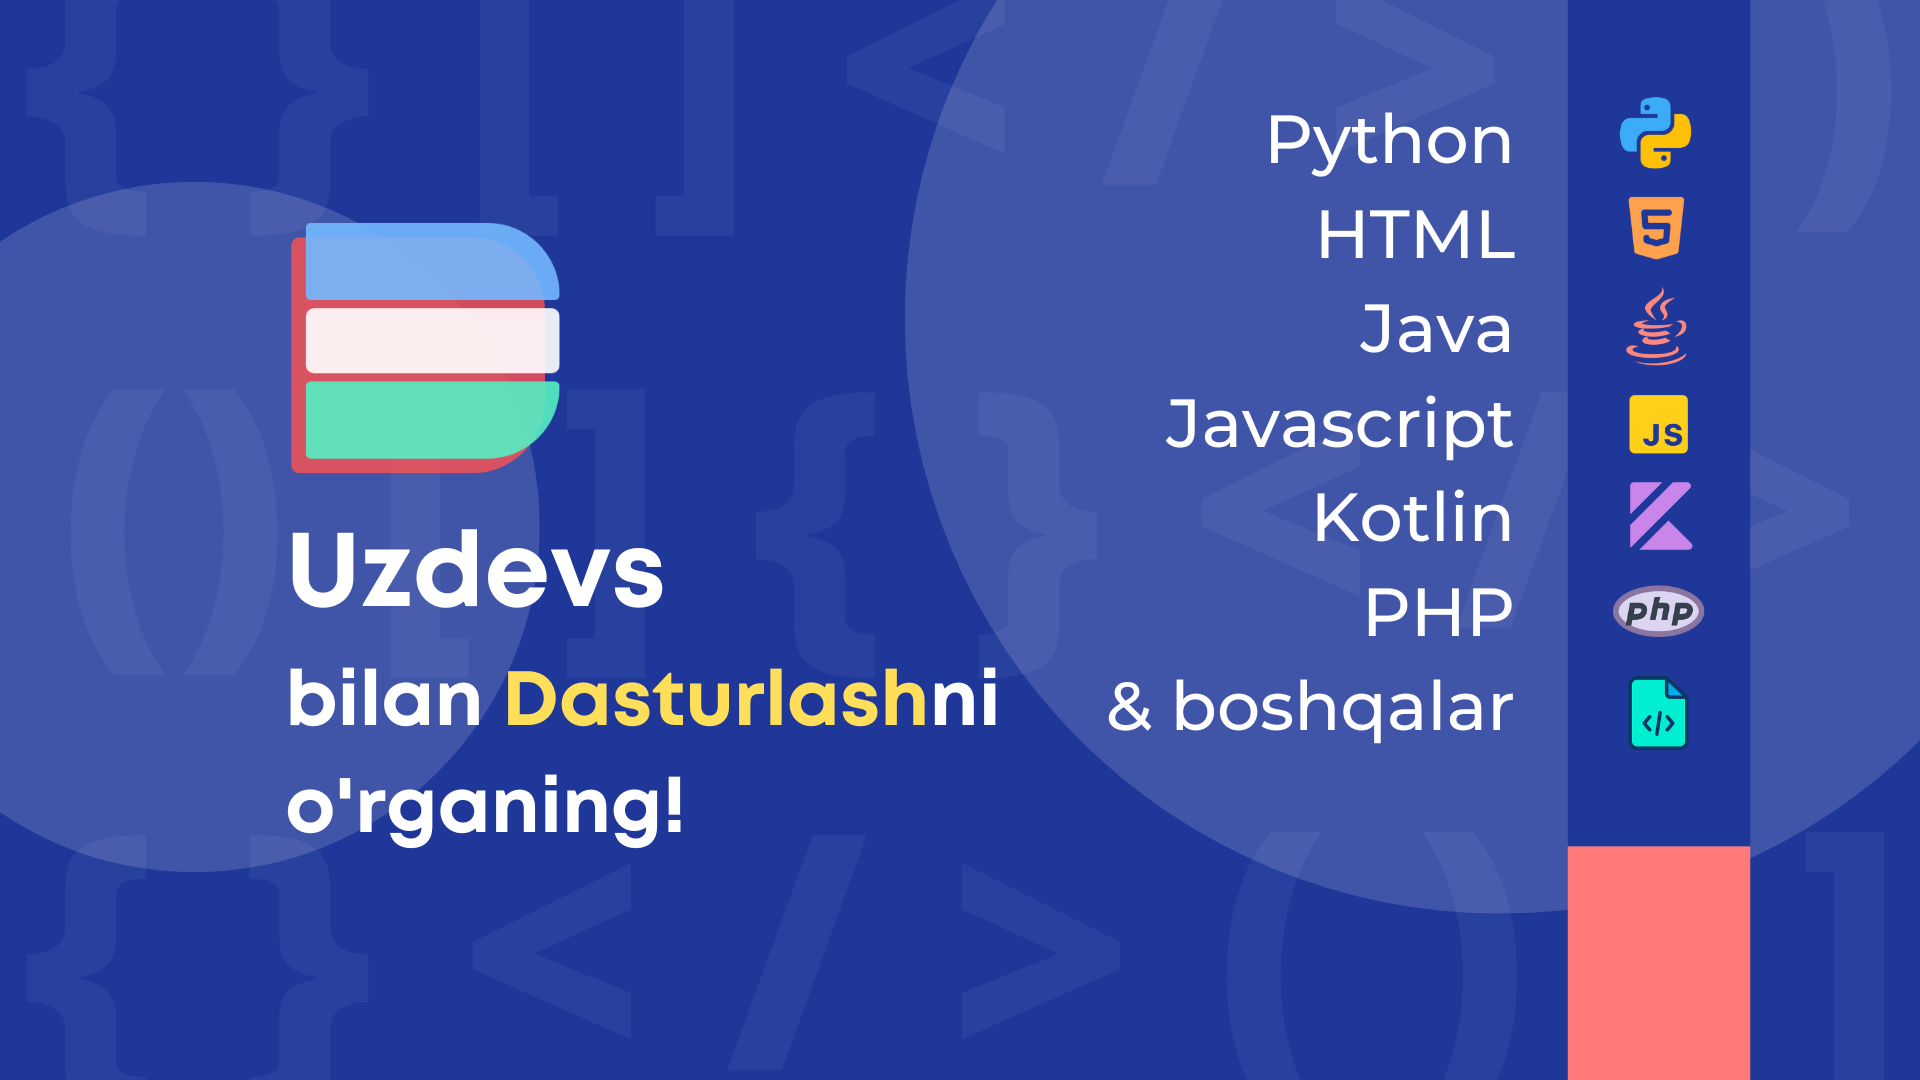 Uzdevs
bilan Dasturlashni
o'rganing!
Python
HTML
Java
Javascript
JS
Kotlin
PHP
php
& boshqalar